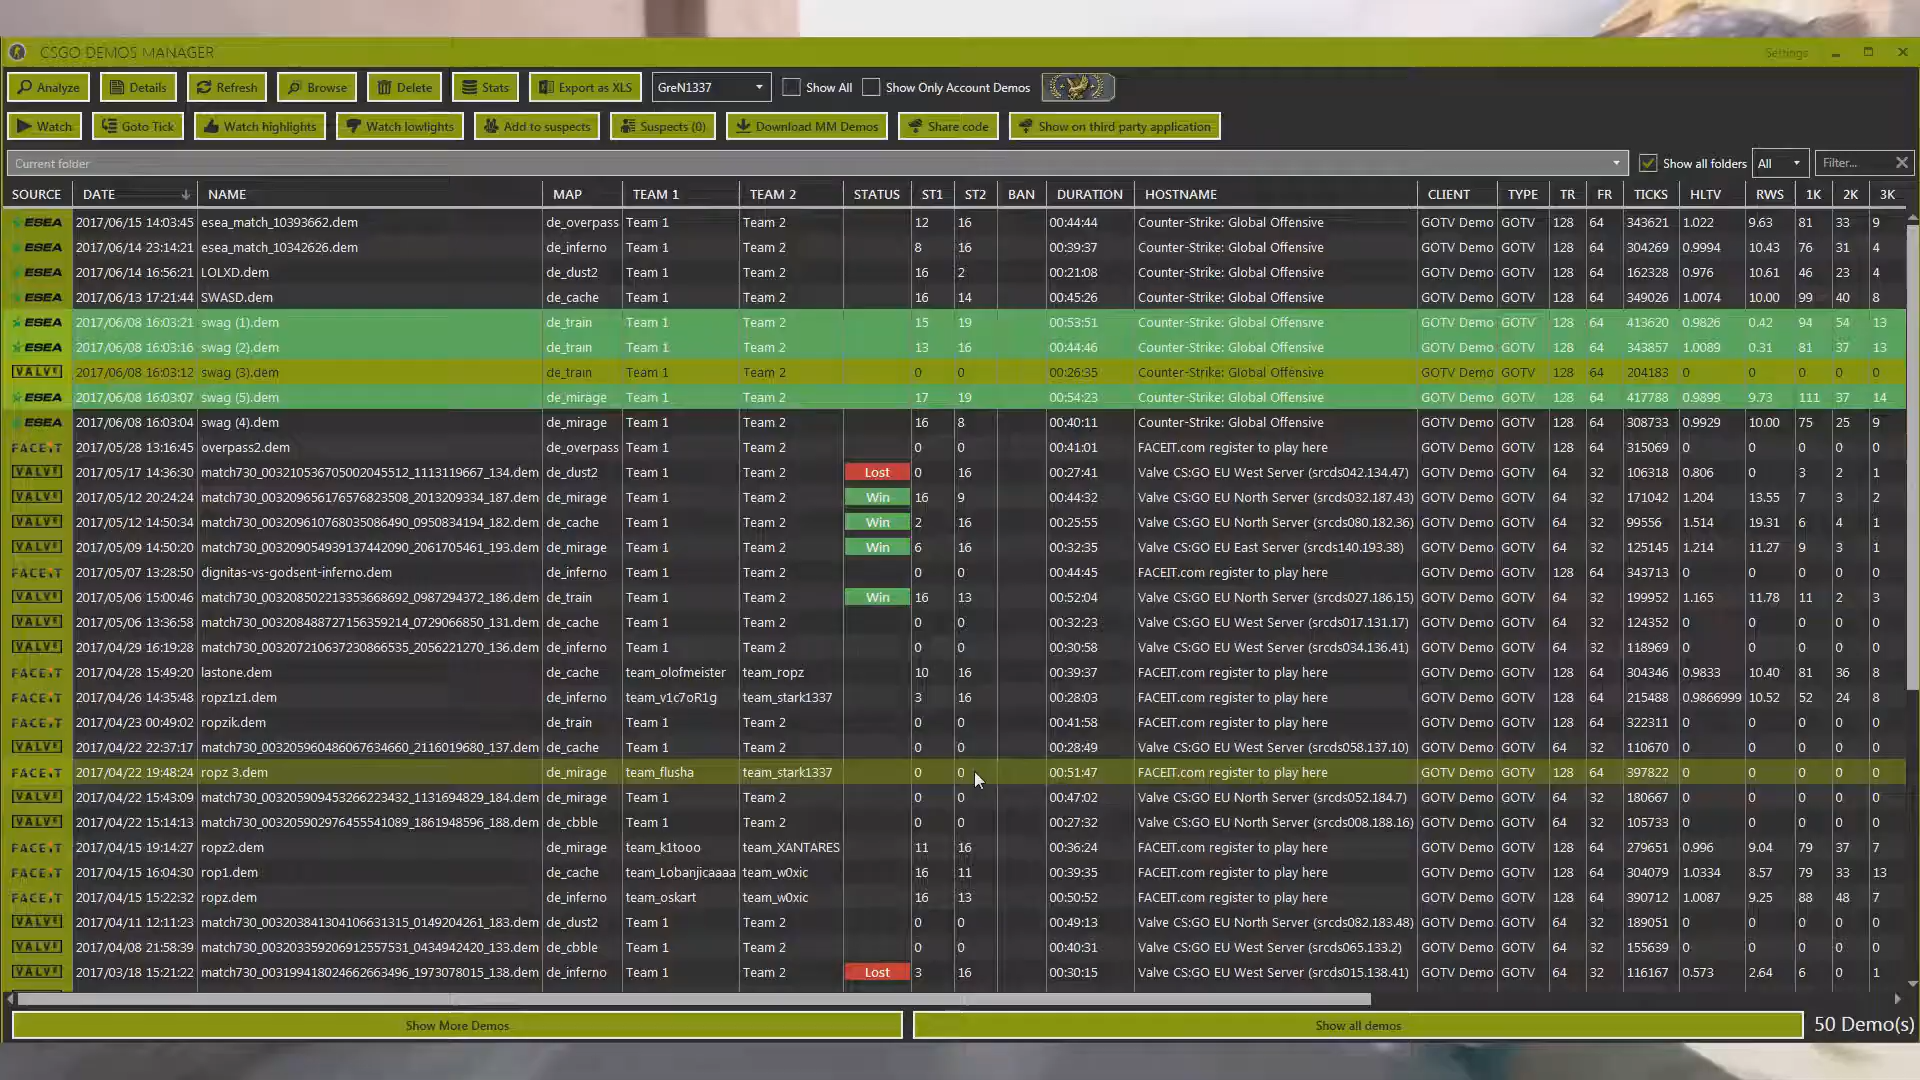 CSGO DEMOS MANAGER Settings
Analyze Details Refresh Browse Delete Stats Export as XLS GreN1337 Show All Show Only Account Demos
Watch Goto Tick Watch highlights Watch lowlights Add to suspects Suspects (0) Download MM Demos Share code Show on third party application
Current folder Show all folders All Filter...
SOURCE DATE NAME MAP TEAM 1 TEAM 2 STATUS ST1 ST2 BAN DURATION HOSTNAME CLIENT TYPE TR FR TICKS HLTV RWS 1K 2K 3K
ESEA 2017/06/15 14:03:45 esea_match_10393662.dem de_overpass Team 1 Team 2 12 16 00:44:44 Counter-Strike: Global Offensive GOTV Demo GOTV 128 64 343621 1.022 9.63 81 33 9
ESEA 2017/06/14 23:14:21 esea_match_10342626.dem de_inferno Team 1 Team 2 8 16 00:39:37 Counter-Strike: Global Offensive GOTV Demo GOTV 128 64 304269 0.9994 10.43 76 31 4
ESEA 2017/06/14 16:56:21 LOLXD.dem de_dust2 Team 1 Team 2 16 2 00:21:08 Counter-Strike: Global Offensive GOTV Demo GOTV 128 64 162328 0.976 10.61 46 23 4
ESEA 2017/06/13 17:21:44 SWASD.dem de_cache Team 1 Team 2 16 14 00:45:26 Counter-Strike: Global Offensive GOTV Demo GOTV 128 64 349026 1.0074 10.00 99 40 8
ESEA 2017/06/08 16:03:21 swag (1).dem de_train Team 1 Team 2 15 19 00:53:51 Counter-Strike: Global Offensive GOTV Demo GOTV 128 64 413620 0.9826 0.42 94 54 13
ESEA 2017/06/08 16:03:16 swag (2).dem de_train Team 1 Team 2 13 16 00:44:46 Counter-Strike: Global Offensive GOTV Demo GOTV 128 64 343857 1.0089 0.31 81 37 13
VALVE 2017/06/08 16:03:12 swag (3).dem de_train Team 1 Team 2 0 0 00:26:35 Counter-Strike: Global Offensive GOTV Demo GOTV 128 64 204183 0 0 0 0 0
ESEA 2017/06/08 16:03:07 swag (5).dem de_mirage Team 1 Team 2 17 19 00:54:23 Counter-Strike: Global Offensive GOTV Demo GOTV 128 64 417788 0.9899 9.73 111 37 14
ESEA 2017/06/08 16:03:04 swag (4).dem de_mirage Team 1 Team 2 16 8 00:40:11 Counter-Strike: Global Offensive GOTV Demo GOTV 128 64 308733 0.9929 10.00 75 25 9
FACEIT 2017/05/28 13:16:45 overpass2.dem de_overpass Team 1 Team 2 0 0 00:41:01 FACEIT.com register to play here GOTV Demo GOTV 128 64 315069 0 0 0 0 0
VALVE 2017/05/17 14:36:30 match730_003210536705002045512_1113119667_134.dem de_dust2 Team 1 Team 2 Lost 0 16 00:27:41 Valve CS:GO EU West Server (srcds042.134.47) GOTV Demo GOTV 64 32 106318 0.806 0 3 2 1
VALVE 2017/05/12 20:24:24 match730_003209656176576823508_2013209334_187.dem de_mirage Team 1 Team 2 Win 16 9 00:44:32 Valve CS:GO EU North Server (srcds032.187.43) GOTV Demo GOTV 64 32 171042 1.204 13.55 7 3 2
VALVE 2017/05/12 14:50:34 match730_003209610768035086490_0950834194_182.dem de_cache Team 1 Team 2 Win 2 16 00:25:55 Valve CS:GO EU North Server (srcds080.182.36) GOTV Demo GOTV 64 32 99556 1.514 19.31 6 4 1
VALVE 2017/05/09 14:50:20 match730_003209054939137442090_2061705461_193.dem de_mirage Team 1 Team 2 Win 6 16 00:32:35 Valve CS:GO EU East Server (srcds140.193.38) GOTV Demo GOTV 64 32 125145 1.214 11.27 9 3 1
FACEIT 2017/05/07 13:28:50 dignitas-vs-godsent-inferno.dem de_inferno Team 1 Team 2 0 0 00:44:45 FACEIT.com register to play here GOTV Demo GOTV 128 64 343713 0 0 0 0 0
VALVE 2017/05/06 15:00:46 match730_003208502213353668692_0987294372_186.dem de_train Team 1 Team 2 Win 16 13 00:52:04 Valve CS:GO EU North Server (srcds027.186.15) GOTV Demo GOTV 64 32 199952 1.165 11.78 11 2 3
VALVE 2017/05/06 13:36:58 match730_003208488727156359214_0729066850_131.dem de_cache Team 1 Team 2 0 0 00:32:23 Valve CS:GO EU West Server (srcds017.131.17) GOTV Demo GOTV 64 32 124352 0 0 0 0 0
VALVE 2017/04/29 16:19:28 match730_003207210637230866535_2056221270_136.dem de_inferno Team 1 Team 2 0 0 00:30:58 Valve CS:GO EU West Server (srcds034.136.41) GOTV Demo GOTV 64 32 118969 0 0 0 0 0
FACEIT 2017/04/28 15:49:20 lastone.dem de_cache team_olofmeister team_ropz 10 16 00:39:37 FACEIT.com register to play here GOTV Demo GOTV 128 64 304346 0.9833 10.40 81 36 8
FACEIT 2017/04/26 14:35:48 ropz1z1.dem de_inferno team_v1c7oR1g team_stark1337 3 16 00:28:03 FACEIT.com register to play here GOTV Demo GOTV 128 64 215488 0.9866999 10.52 52 24 8
FACEIT 2017/04/23 00:49:02 ropzik.dem de_train Team 1 Team 2 0 0 00:41:58 FACEIT.com register to play here GOTV Demo GOTV 128 64 322311 0 0 0 0 0
VALVE 2017/04/22 22:37:17 match730_003205960486067634660_2116019680_137.dem de_cache Team 1 Team 2 0 0 00:28:49 Valve CS:GO EU West Server (srcds058.137.10) GOTV Demo GOTV 64 32 110670 0 0 0 0 0
FACEIT 2017/04/22 19:48:24 ropz 3.dem de_mirage team_flusha team_stark1337 0 0 00:51:47 FACEIT.com register to play here GOTV Demo GOTV 128 64 397822 0 0 0 0 0
VALVE 2017/04/22 15:43:09 match730_003205909453266223432_1131694829_184.dem de_mirage Team 1 Team 2 0 0 00:47:02 Valve CS:GO EU North Server (srcds052.184.7) GOTV Demo GOTV 64 32 180667 0 0 0 0 0
VALVE 2017/04/22 15:14:13 match730_003205902976455541089_1861948596_188.dem de_cbble Team 1 Team 2 0 0 00:27:32 Valve CS:GO EU North Server (srcds008.188.16) GOTV Demo GOTV 64 32 105733 0 0 0 0 0
FACEIT 2017/04/15 19:14:27 ropz2.dem de_mirage team_k1tooo team_XANTARES 11 16 00:36:24 FACEIT.com register to play here GOTV Demo GOTV 128 64 279651 0.996 9.04 79 37 7
FACEIT 2017/04/15 16:04:30 rop1.dem de_cache team_Lobanjicaaaa team_w0xic 16 11 00:39:35 FACEIT.com register to play here GOTV Demo GOTV 128 64 304079 1.0334 8.57 79 33 13
FACEIT 2017/04/15 15:22:32 ropz.dem de_inferno team_oskart team_w0xic 16 13 00:50:52 FACEIT.com register to play here GOTV Demo GOTV 128 64 390712 1.0087 9.25 88 48 7
VALVE 2017/04/11 12:11:23 match730_003203841304106631315_0149204261_183.dem de_dust2 Team 1 Team 2 0 0 00:49:13 Valve CS:GO EU North Server (srcds082.183.48) GOTV Demo GOTV 64 32 189051 0 0 0 0 0
VALVE 2017/04/08 21:58:39 match730_003203359206912557531_0434942420_133.dem de_cbble Team 1 Team 2 0 0 00:40:31 Valve CS:GO EU West Server (srcds065.133.2) GOTV Demo GOTV 64 32 155639 0 0 0 0 0
VALVE 2017/03/18 15:21:22 match730_003199418024662663496_1973078015_138.dem de_inferno Team 1 Team 2 Lost 3 16 00:30:15 Valve CS:GO EU West Server (srcds015.138.41) GOTV Demo GOTV 64 32 116167 0.573 2.64 6 0 1
Show More Demos Show all demos 50 Demo(s)